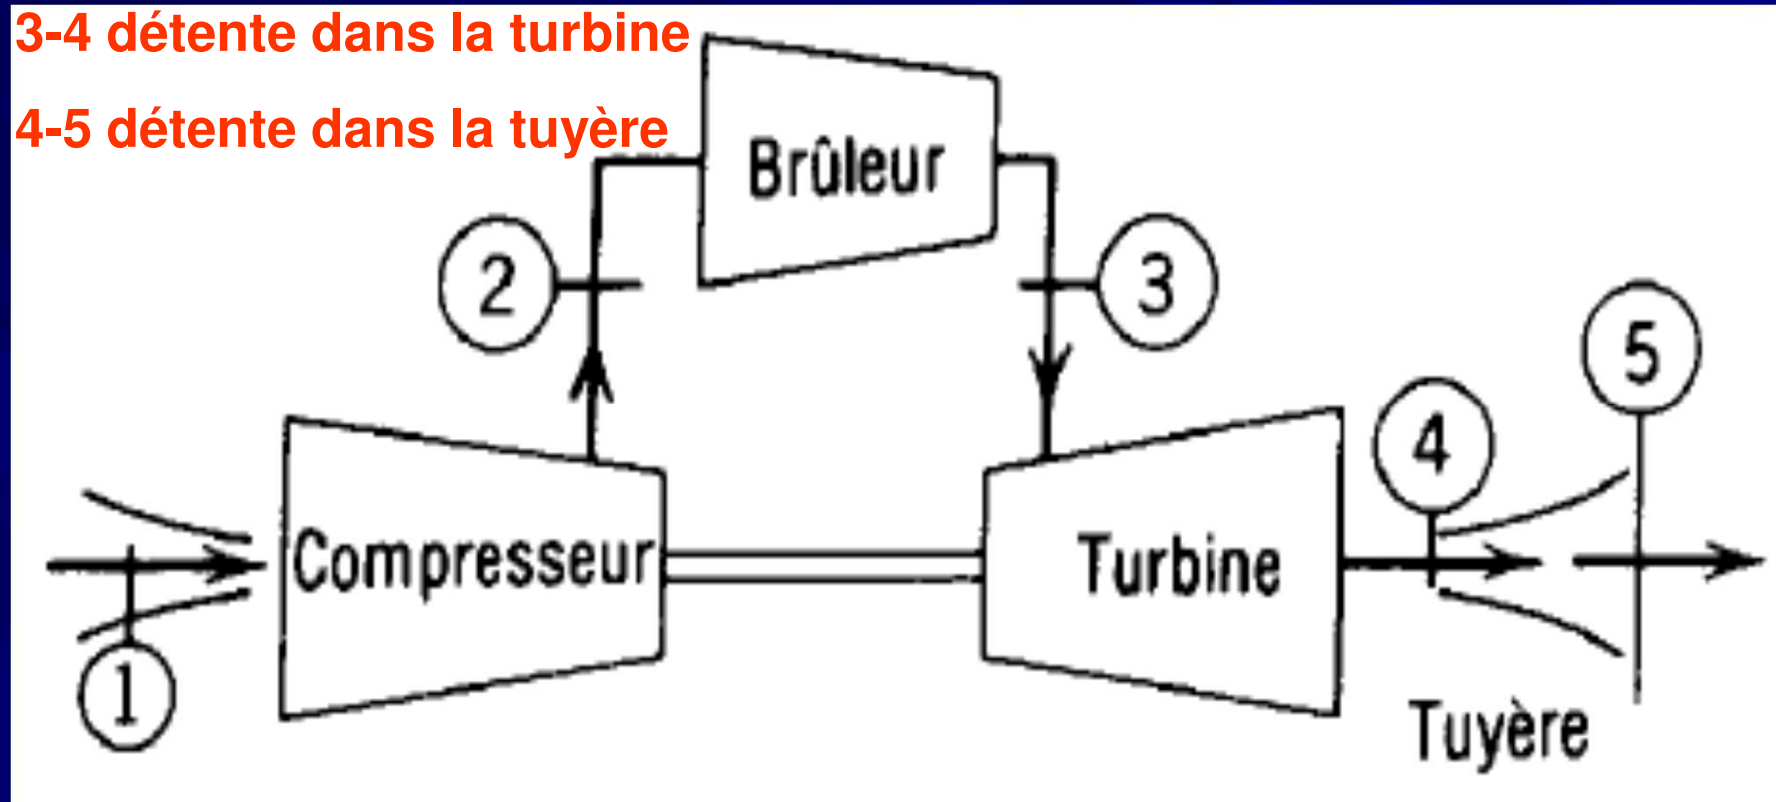 3-4 détente dans la turbine
4-5 détente dans la tuyère
Brûleur
2
3
5
4
Compresseur
Turbine
1
Tuyère